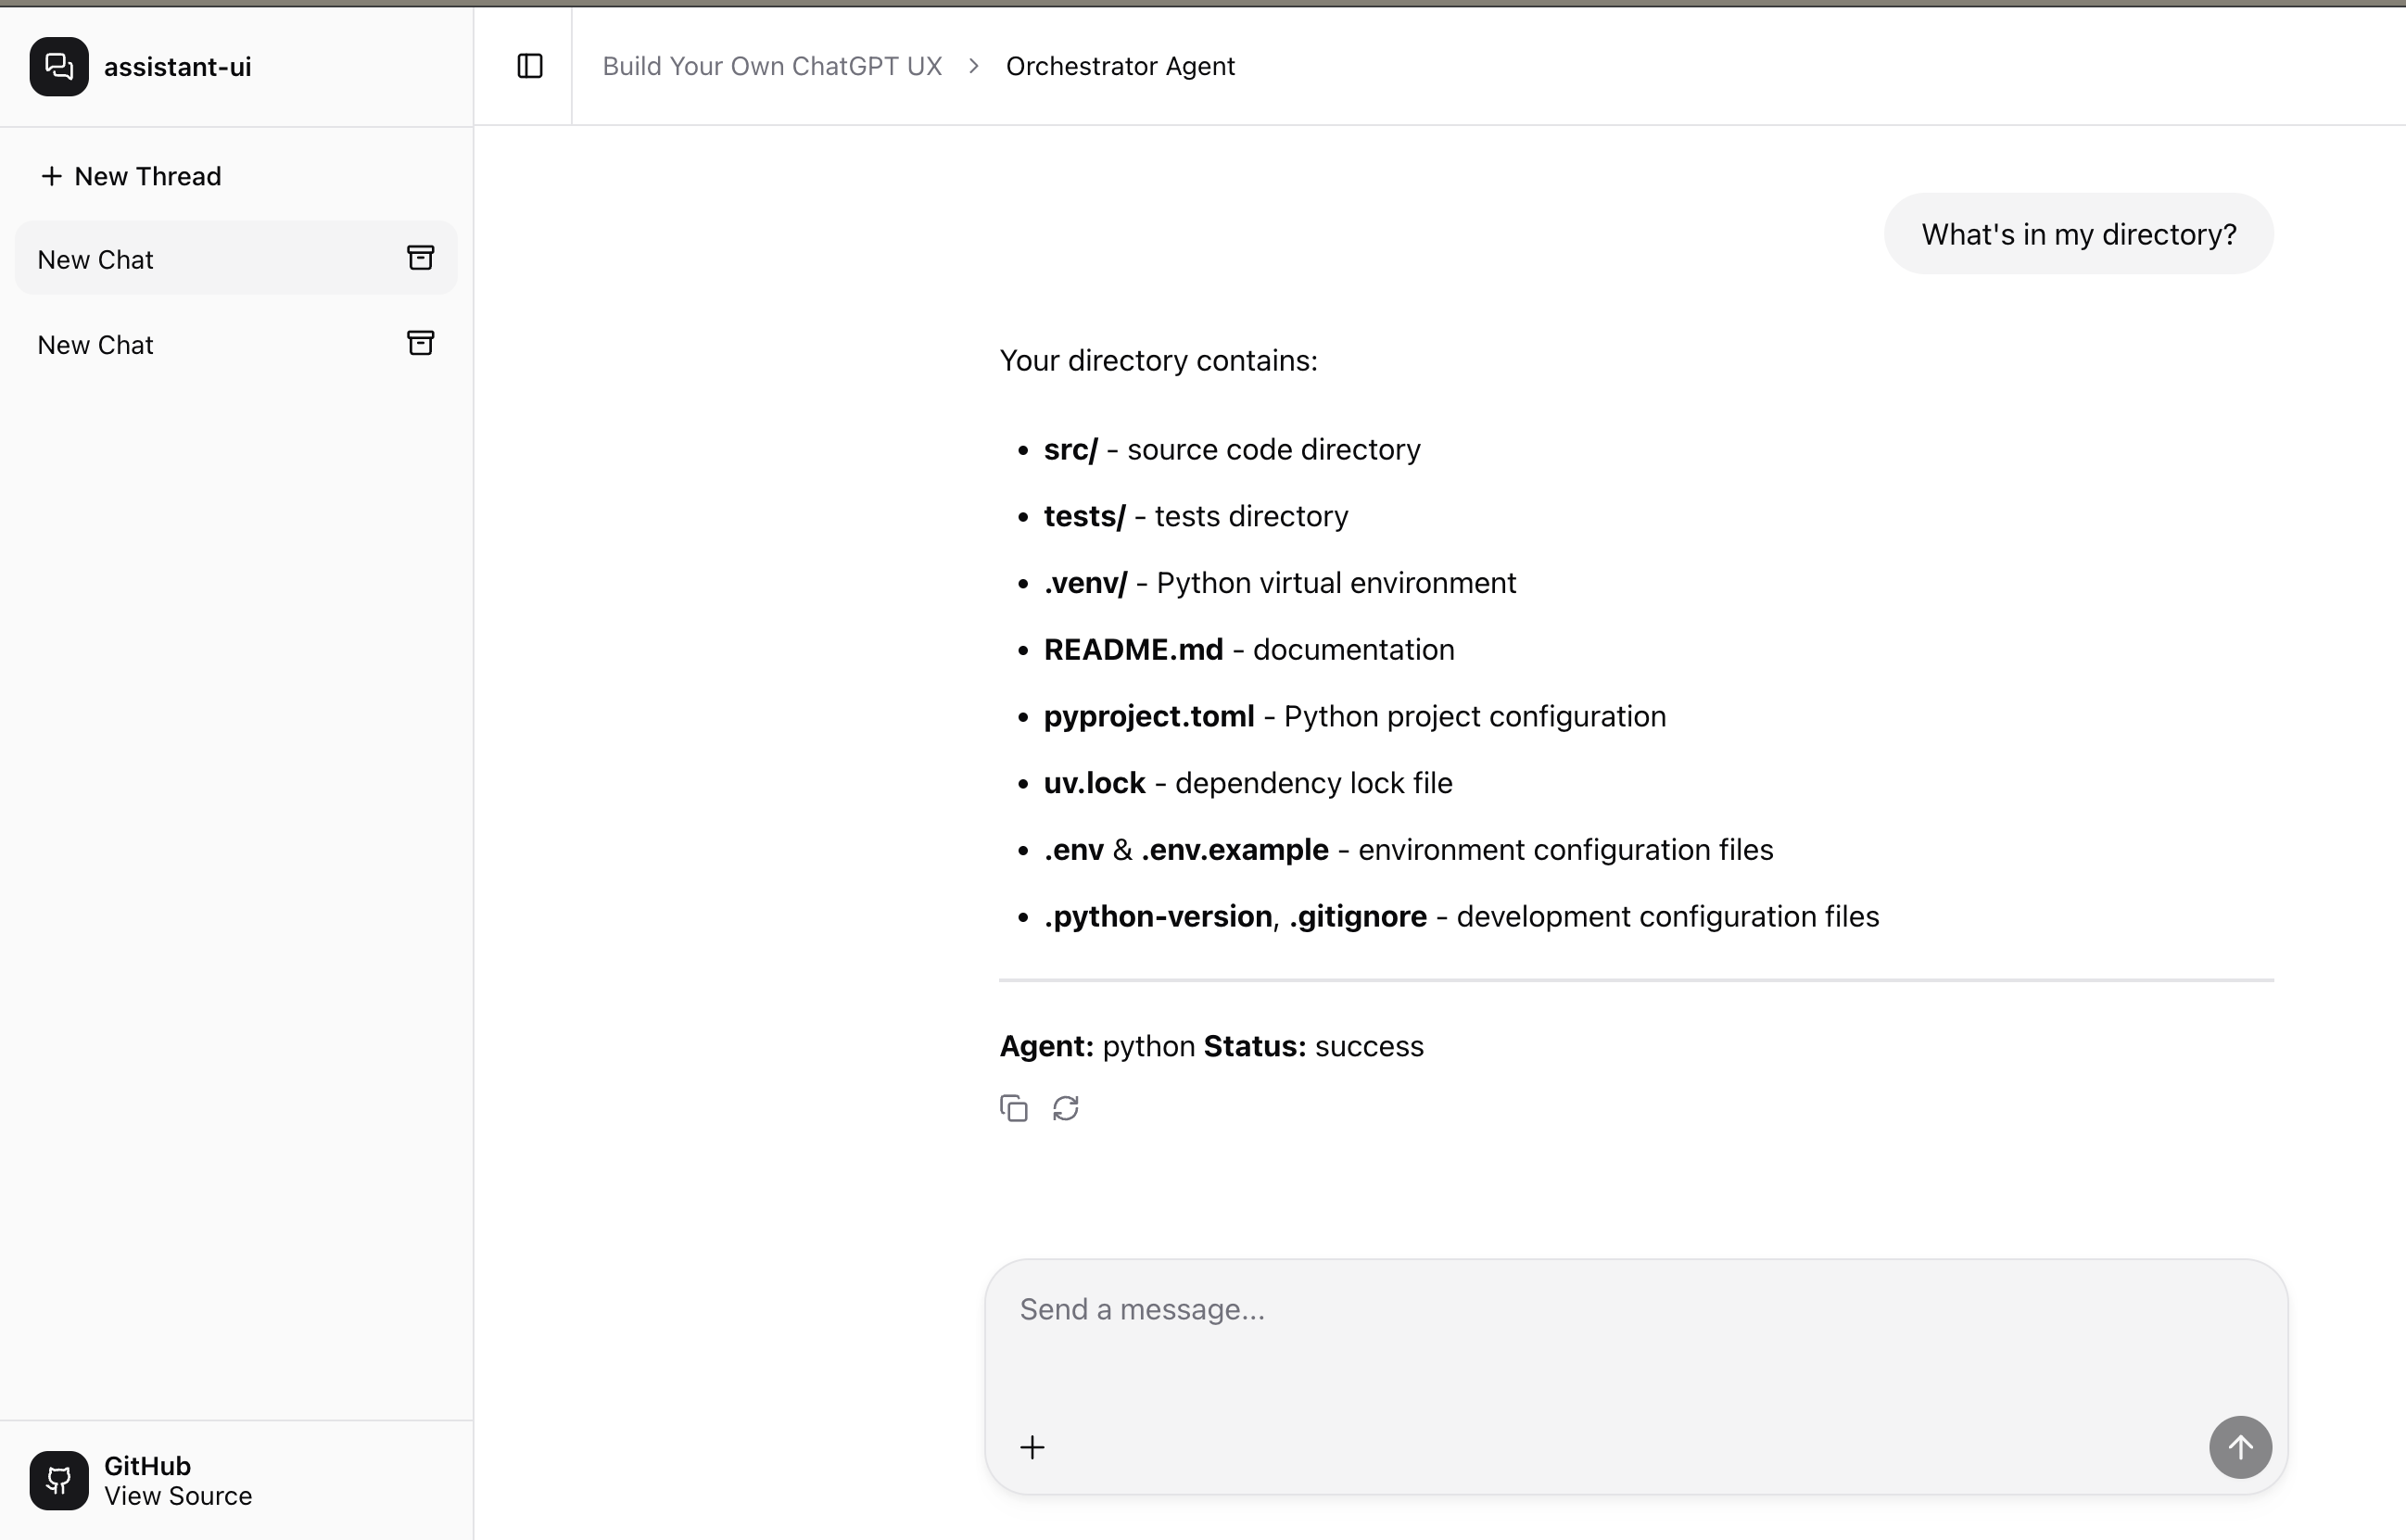 assistant-ui
New Thread
New Chat
New Chat
GitHub
View Source
Build Your Own ChatGPT UX > Orchestrator Agent
What's in my directory?
Your directory contains:
• src/ - source code directory
• tests/ - tests directory
• .venv/ - Python virtual environment
• README.md - documentation
• pyproject.toml - Python project configuration
• uv.lock - dependency lock file
• .env & .env.example - environment configuration files
• .python-version, .gitignore - development configuration files
Agent: python Status: success
Send a message...